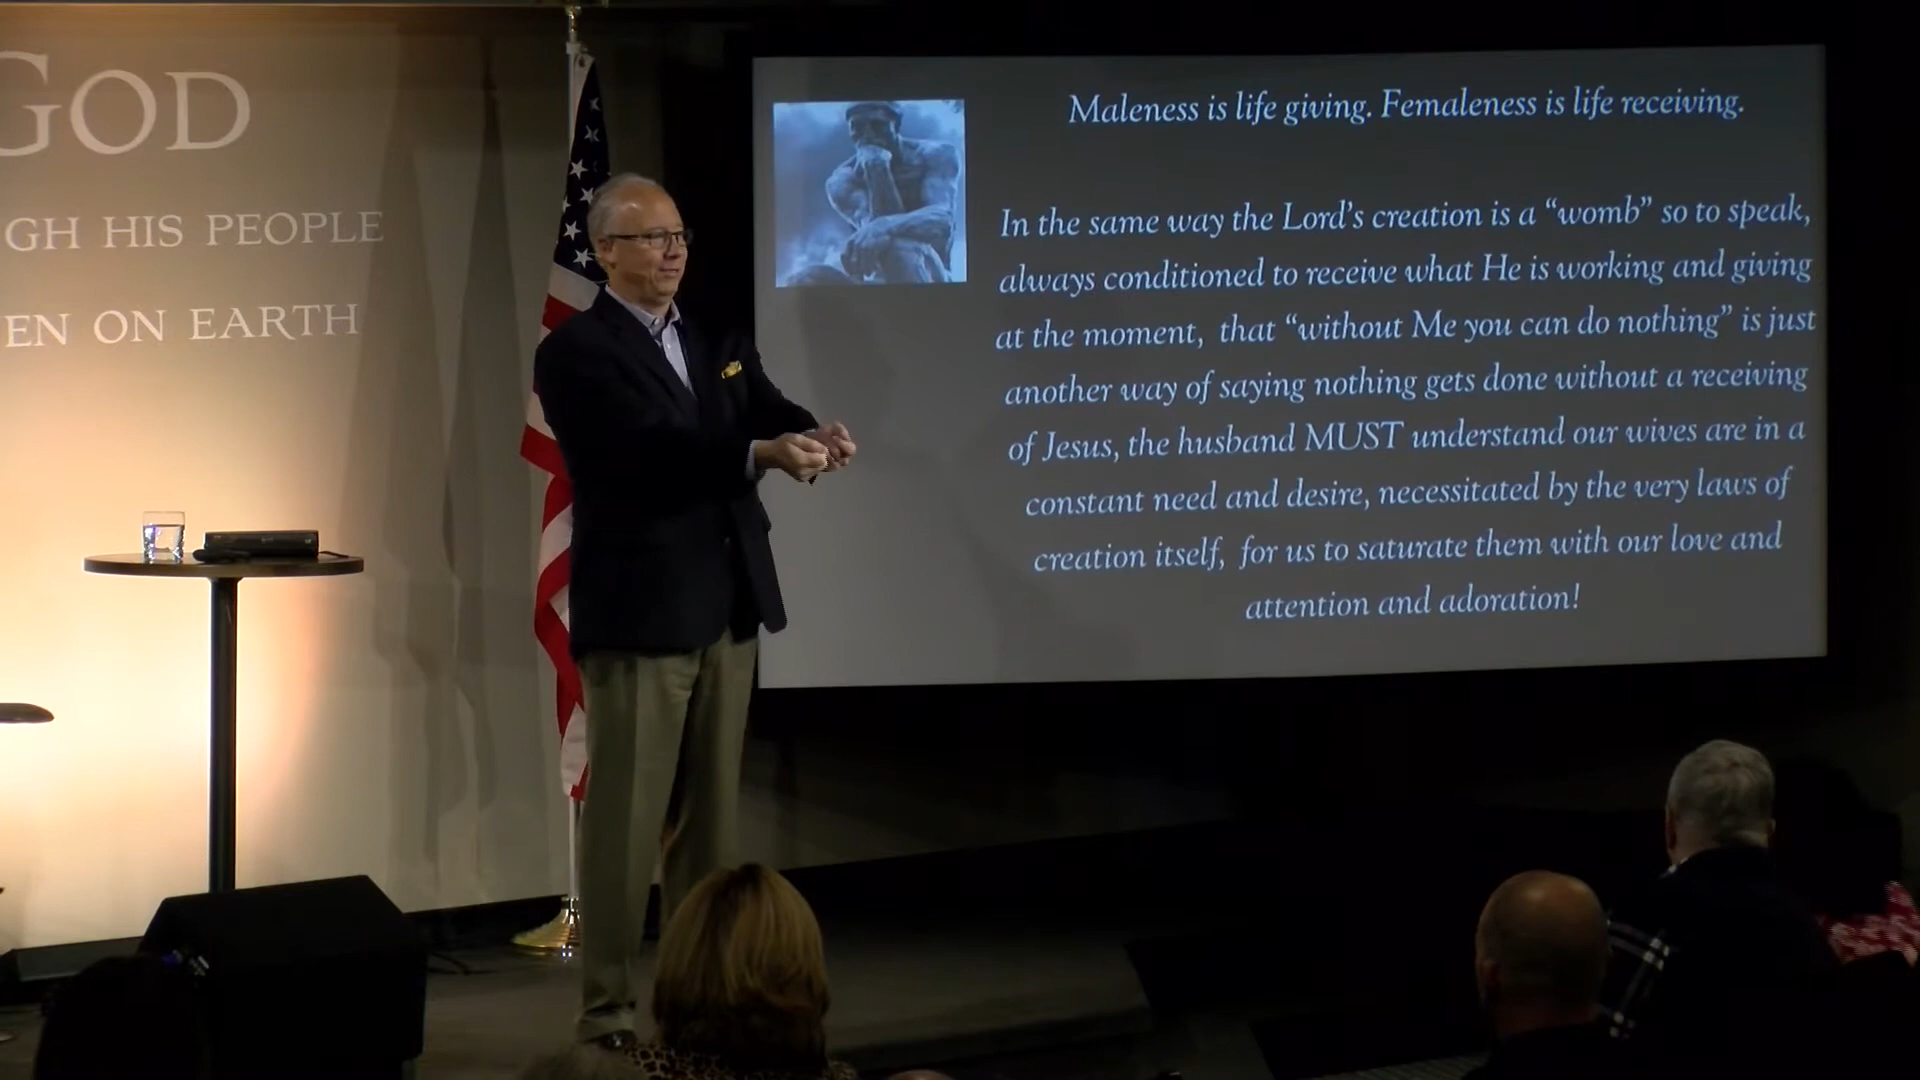 GOD
GH HIS PEOPLE
EN ON EARTH
Maleness is life giving. Femaleness is life receiving.
In the same way the Lord's creation is a “womb” so to speak,
always conditioned to receive what He is working and giving
at the moment, that “without Me you can do nothing” is just
another way of saying nothing gets done without a receiving
of Jesus, the husband MUST understand our wives are in a
constant need and desire, necessitated by the very laws of
creation itself, for us to saturate them with our love and
attention and adoration!